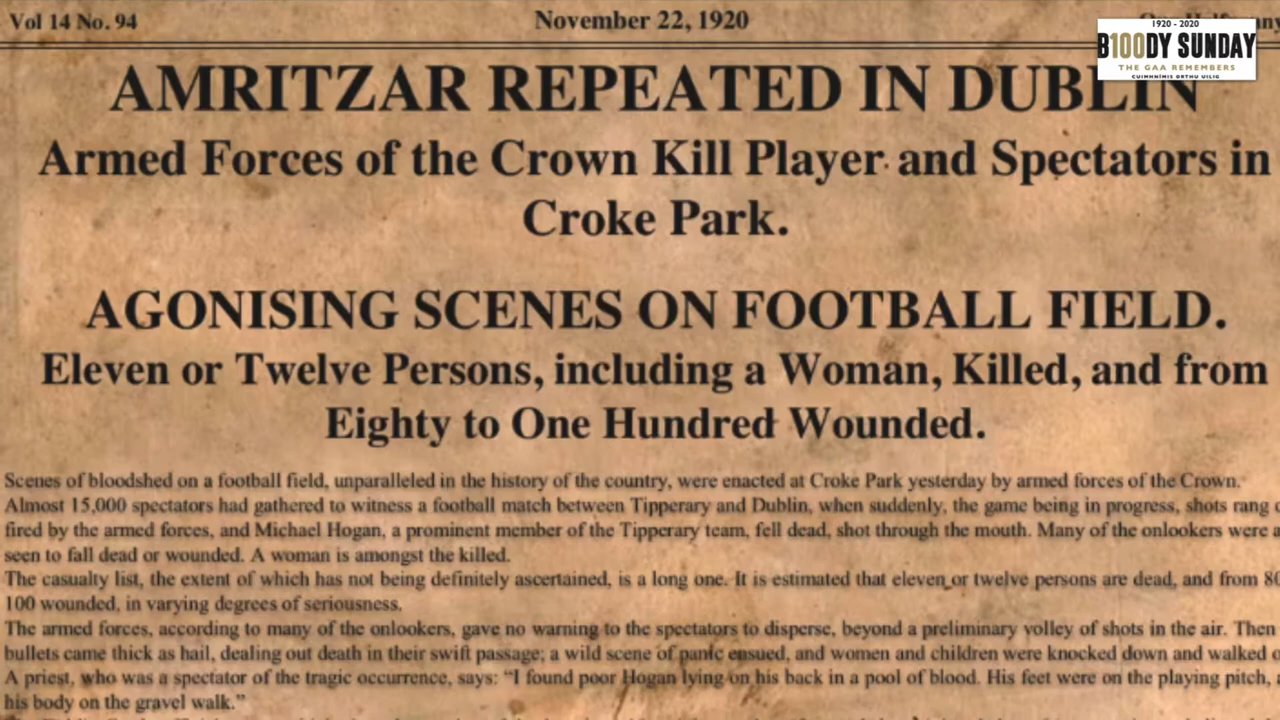 Vol 14 No. 94
November 22, 1920
1920 - 2020
B100DY SUNDAY
THE GAA REMEMBERS
CUIMHNÍMIS ORTHU UILIG
AMRITZAR REPEATED IN DUBLIN
Armed Forces of the Crown Kill Player and Spectators in
Croke Park.
AGONISING SCENES ON FOOTBALL FIELD.
Eleven or Twelve Persons, including a Woman, Killed, and from
Eighty to One Hundred Wounded.
Scenes of bloodshed on a football field, unparalleled in the history of the country, were enacted at Croke Park yesterday by armed forces of the Crown.
Almost 15,000 spectators had gathered to witness a football match between Tipperary and Dublin, when suddenly, the game being in progress, shots rang
fired by the armed forces, and Michael Hogan, a prominent member of the Tipperary team, fell dead, shot through the mouth. Many of the onlookers were
seen to fall dead or wounded. A woman is amongst the killed.
The casualty list, the extent of which has not being definitely ascertained, is a long one. It is estimated that eleven or twelve persons are dead, and from 80
100 wounded, in varying degrees of seriousness.
The armed forces, according to many of the onlookers, gave no warning to the spectators to disperse, beyond a preliminary volley of shots in the air. Then
bullets came thick as hail, dealing out death in their swift passage; a wild scene of panic ensued, and women and children were knocked down and walked
A priest, who was a spectator of the tragic occurrence, says: “I found poor Hogan lying on his back in a pool of blood. His feet were on the playing pitch,
his body on the gravel walk.”